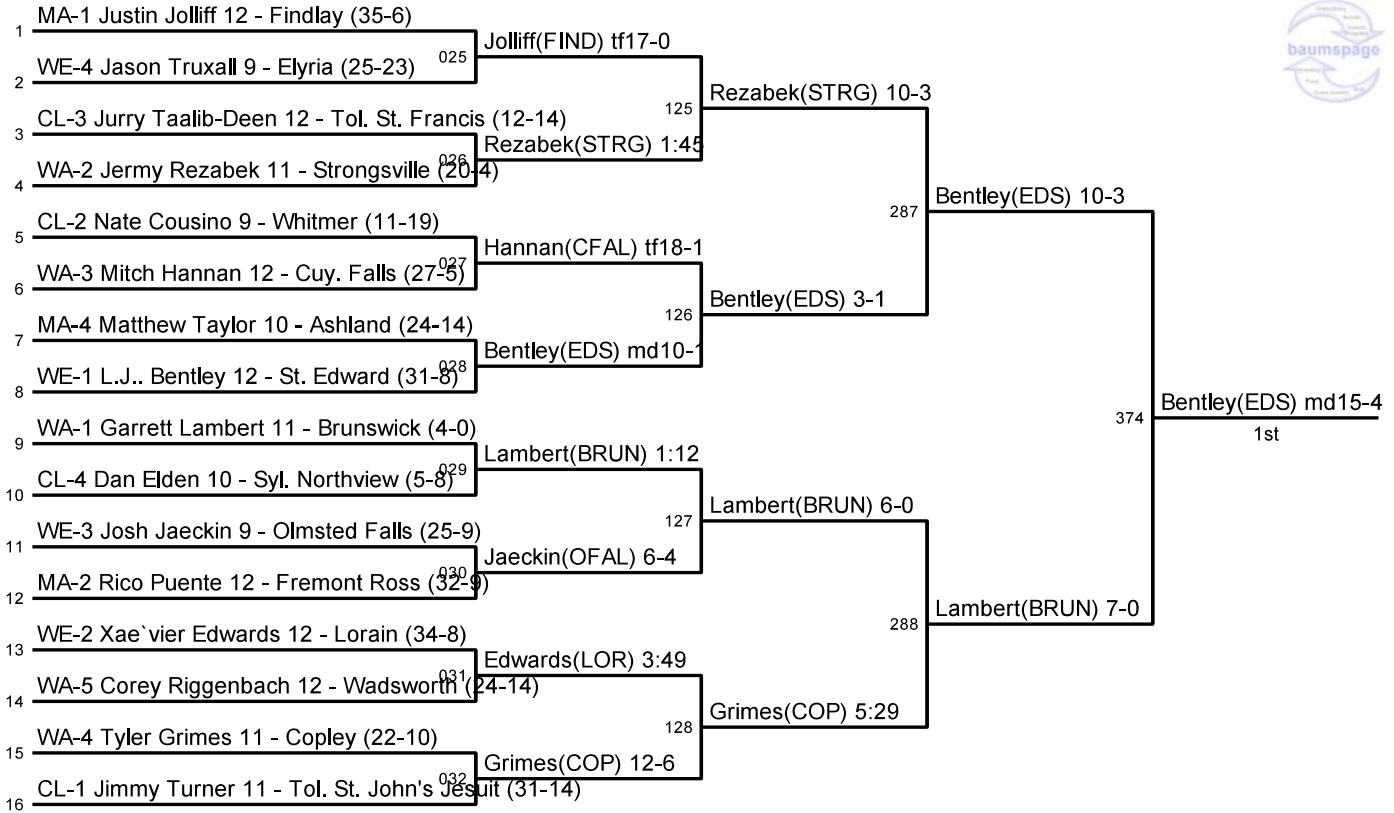 baumspage
1 MA-1 Justin Jolliff 12 - Findlay (35-6)
025 Jolliff(FIND) tf17-0
2 WE-4 Jason Truxall 9 - Elyria (25-23)
125 Rezabek(STRG) 10-3
3 CL-3 Jurry Taalib-Deen 12 - Tol. St. Francis (12-14)
026 Rezabek(STRG) 1:45
4 WA-2 Jermy Rezabek 11 - Strongsville (20-4)
287 Bentley(EDS) 10-3
5 CL-2 Nate Cousino 9 - Whitmer (11-19)
027 Hannan(CFAL) tf18-1
6 WA-3 Mitch Hannan 12 - Cuy. Falls (27-5)
126 Bentley(EDS) 3-1
7 MA-4 Matthew Taylor 10 - Ashland (24-14)
028 Bentley(EDS) md10-1
8 WE-1 L.J.. Bentley 12 - St. Edward (31-8)
374 Bentley(EDS) md15-4
1st
9 WA-1 Garrett Lambert 11 - Brunswick (4-0)
029 Lambert(BRUN) 1:12
10 CL-4 Dan Elden 10 - Syl. Northview (5-8)
127 Lambert(BRUN) 6-0
11 WE-3 Josh Jaeckin 9 - Olmsted Falls (25-9)
030 Jaeckin(OFAL) 6-4
12 MA-2 Rico Puente 12 - Fremont Ross (32-9)
288 Lambert(BRUN) 7-0
13 WE-2 Xae`vier Edwards 12 - Lorain (34-8)
031 Edwards(LOR) 3:49
14 WA-5 Corey Riggenbach 12 - Wadsworth (24-14)
128 Grimes(COP) 5:29
15 WA-4 Tyler Grimes 11 - Copley (22-10)
032 Grimes(COP) 12-6
16 CL-1 Jimmy Turner 11 - Tol. St. John's Jesuit (31-14)